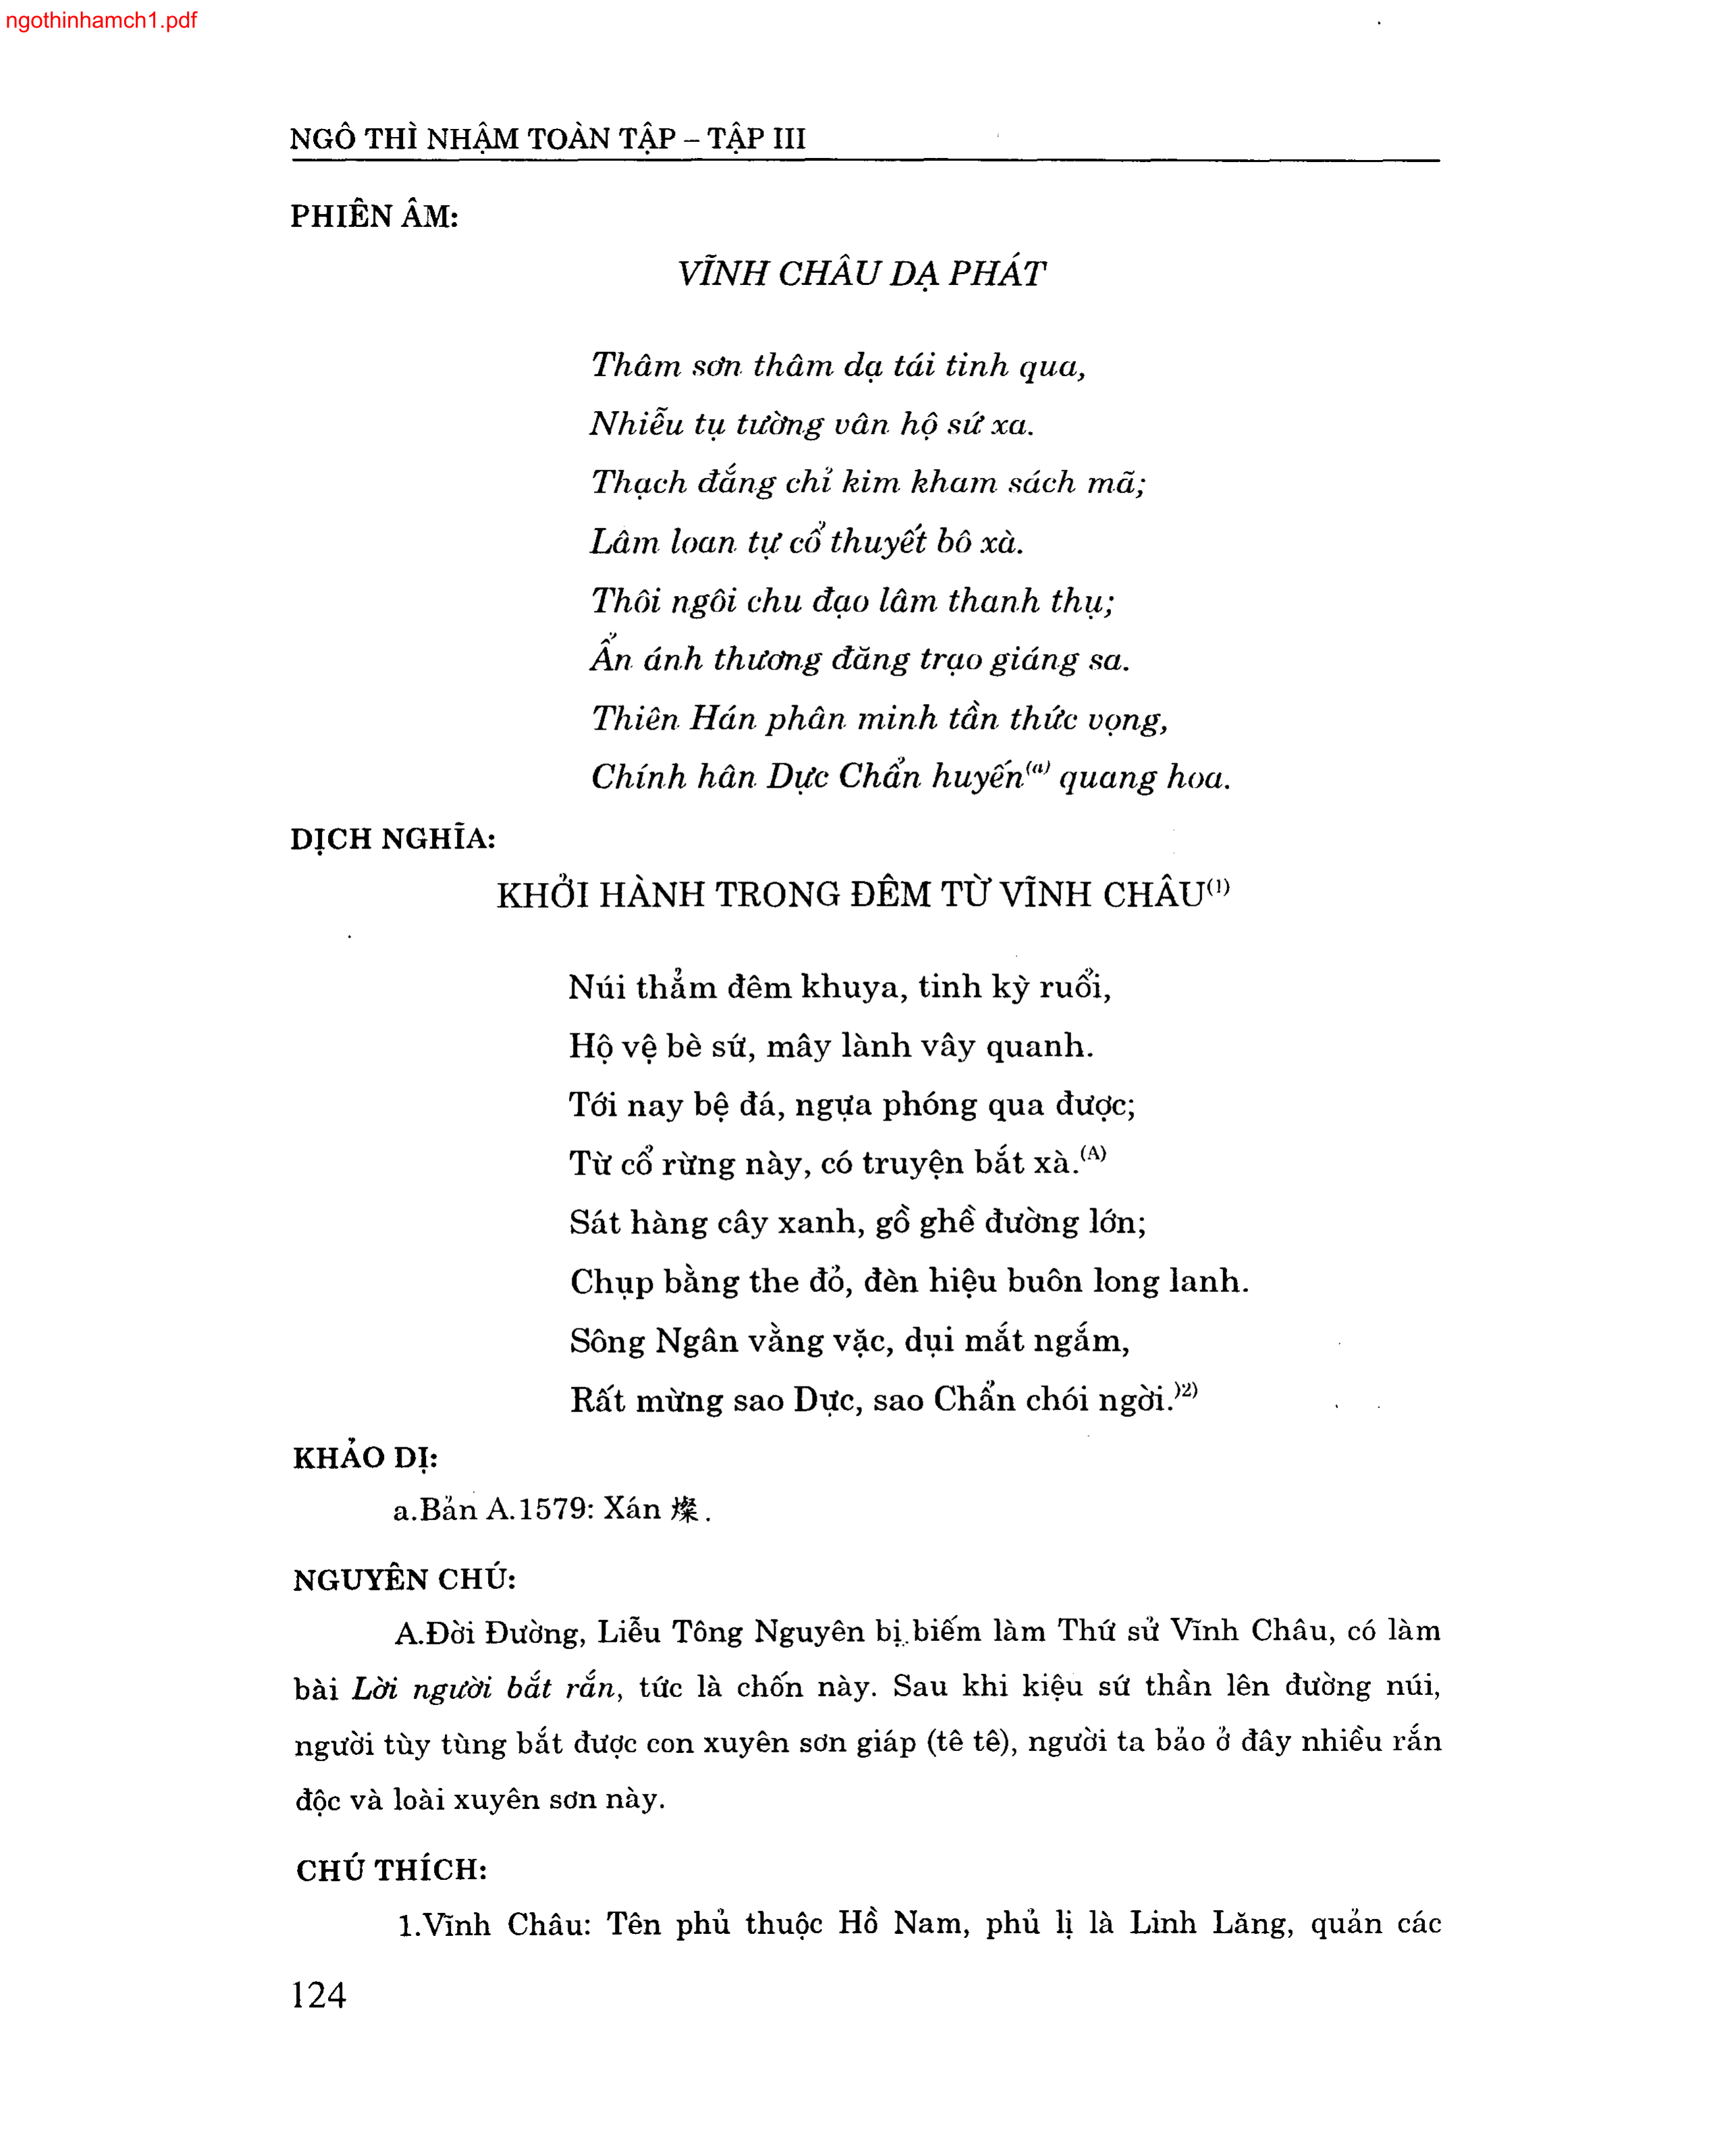 ngothinhamch1.pdf
NGÔ THÌ NHẬM TOÀN TẬP – TẬP III
PHIÊN ÂM:
VĨNH CHÂU DẠ PHÁT
Thâm sơn thâm dạ tái tinh qua,
Nhiễu tụ tường vân hộ sứ xa.
Thạch đắng chỉ kim kham sách mã;
Lâm loan tự cổ thuyết bô xà.
Thôi ngôi chu đạo lâm thanh thụ;
Ẩn ánh thương đăng trạo giáng sa.
Thiên Hán phân minh tần thức vọng,
Chính hân Dực Chẩn huyến(a) quang hoa.
DỊCH NGHĨA:
KHỞI HÀNH TRONG ĐÊM TỪ VĨNH CHÂU(1)
Núi thẳm đêm khuya, tinh kỳ ruổi,
Hộ vệ bè sứ, mây lành vây quanh.
Tới nay bệ đá, ngựa phóng qua được;
Từ cổ rừng này, có truyện bắt xà.(A)
Sát hàng cây xanh, gồ ghề đường lớn;
Chụp bằng the đỏ, đèn hiệu buôn long lanh.
Sông Ngân vằng vặc, dụi mắt ngắm,
Rất mừng sao Dực, sao Chẩn chói ngời.)2)
KHẢO DỊ:
a.Bản A.1579: Xán 燦.
NGUYÊN CHÚ:
A.Đời Đường, Liễu Tông Nguyên bị biếm làm Thứ sử Vĩnh Châu, có làm
bài Lời người bắt rắn, tức là chốn này. Sau khi kiệu sứ thần lên đường núi,
người tùy tùng bắt được con xuyên sơn giáp (tê tê), người ta bảo ở đây nhiều rắn
độc và loài xuyên sơn này.
CHÚ THÍCH:
1.Vĩnh Châu: Tên phủ thuộc Hồ Nam, phủ lị là Linh Lăng, quản các
124